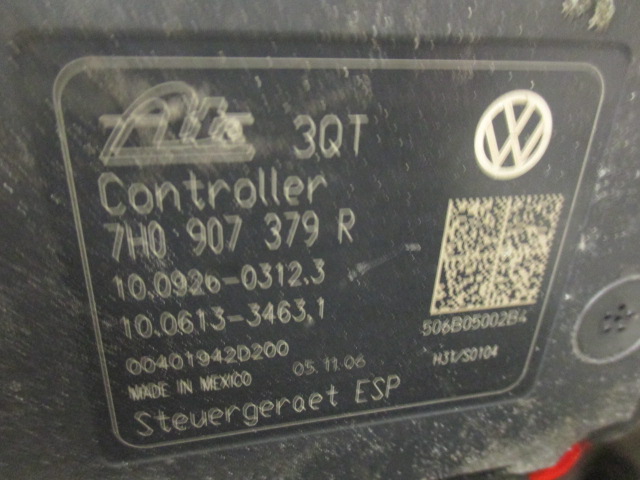 Ate 3QT
Controller
7H0 907 379 R
10.0926-0312.3
10.0613-3463.1
506B05002B4
00401942D200 05.11.06
H31/S0104
MADE IN MEXICO
Steuergeraet ESP